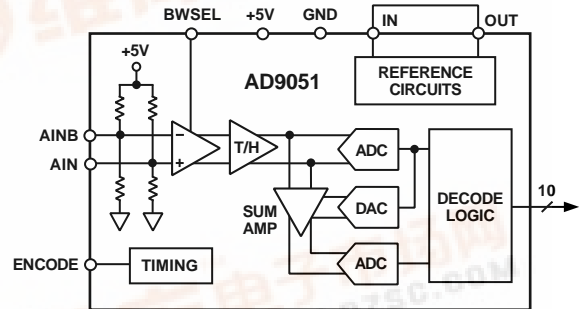 BWSEL +5V GND IN OUT
+5V
AD9051
REFERENCE
CIRCUITS
AINB
AIN
–
+
T/H
ADC
SUM
AMP
DAC
DECODE
LOGIC
10
ADC
ENCODE
TIMING